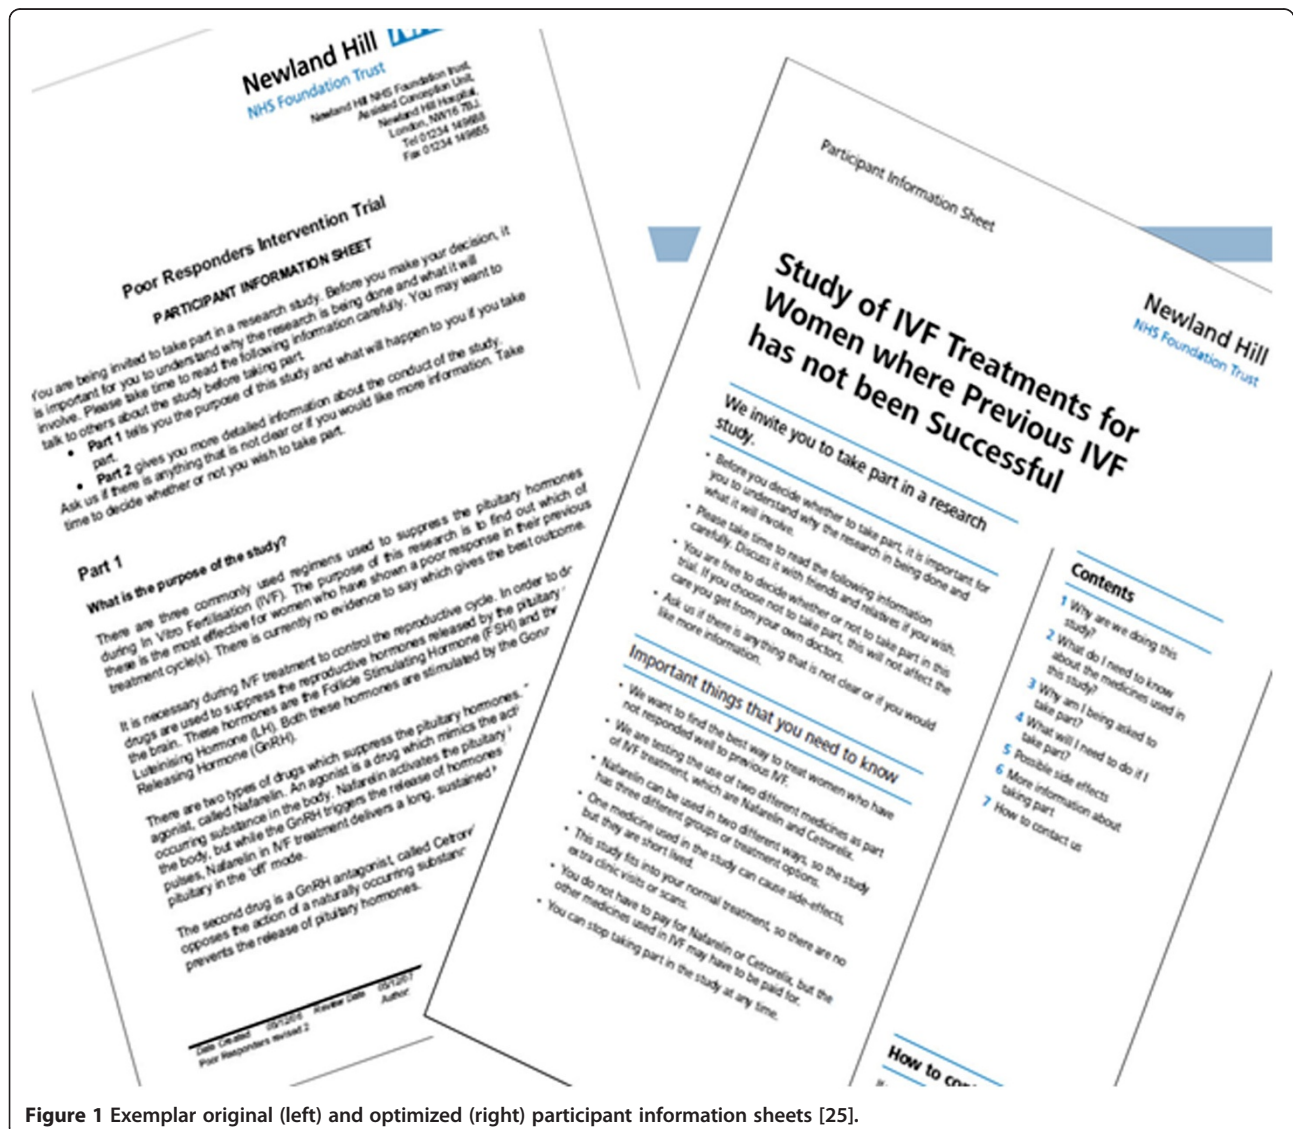 Newland Hill
NHS Foundation Trust
Newland Hill NHS Foundation trust,
Assisted Conception Unit,
Newland Hill Hospital,
London, NW16 7BJ.
Tel 01234 149888
Fax 01234 149855
Poor Responders Intervention Trial
PARTICIPANT INFORMATION SHEET
You are being invited to take part in a research study. Before you make your decision, it
is important for you to understand why the research is being done and what it will
involve. Please take time to read the following information carefully. You may want to
talk to others about the study before taking part.
• Part 1 tells you the purpose of this study and what will happen to you if you take
part.
• Part 2 gives you more detailed information about the conduct of the study.
Ask us if there is anything that is not clear or if you would like more information. Take
time to decide whether or not you wish to take part.
Part 1
What is the purpose of the study?
There are three commonly used regimens used to suppress the pituitary hormones
during In Vitro Fertilisation (IVF). The purpose of this research is to find out which of
these is the most effective for women who have shown a poor response in their previous
treatment cycle(s). There is currently no evidence to say which gives the best outcome.
It is necessary during IVF treatment to control the reproductive cycle. In order to
drugs are used to suppress the reproductive hormones released by the pituitary
the brain. These hormones are the Follicle Stimulating Hormone (FSH) and
Luteinising Hormone (LH). Both these hormones are stimulated by the
Releasing Hormone (GnRH).
There are two types of drugs which suppress the pituitary hormones.
agonist, called Nafarelin. An agonist is a drug which mimics the
occurring substance in the body. Nafarelin activates the pituitary
the body, but while the GnRH triggers the release of hormones
pulses, Nafarelin in IVF treatment delivers a long, sustained
pituitary in the 'off' mode.
The second drug is a GnRH antagonist, called
opposes the action of a naturally occurring
prevents the release of pituitary hormones.
Date Created 05/12/06 Review Date 05/12/07
Poor Responders revised 2 Author:
Participant Information Sheet
Newland Hill
NHS Foundation Trust
Study of IVF Treatments for
Women where Previous IVF
has not been Successful
We invite you to take part in a research
study.
• Before you decide whether to take part, it is important for
you to understand why the research in being done and
what it will involve.
• Please take time to read the following information
carefully. Discuss it with friends and relatives if you wish.
• You are free to decide whether or not to take part in this
trial. If you choose not to take part, this will not affect the
care you get from your own doctors.
• Ask us if there is anything that is not clear or if you would
like more information.
Important things that you need to know
• We want to find the best way to treat women who have
not responded well to previous IVF.
• We are testing the use of two different medicines as part
of IVF treatment, which are Nafarelin and Cetrorelix.
• Nafarelin can be used in two different ways, so the study
has three different groups or treatment options.
• One medicine used in the study can cause side-effects,
but they are short lived.
• This study fits into your normal treatment, so there are no
extra clinic visits or scans.
• You do not have to pay for Nafarelin or Cetrorelix, but the
other medicines used in IVF may have to be paid for.
• You can stop taking part in the study at any time.
Contents
1 Why are we doing this
study?
2 What do I need to know
about the medicines used in
this study?
3 Why am I being asked to
take part?
4 What will I need to do if I
take part?
5 Possible side effects
6 More information about
taking part
7 How to contact us
How to
Figure 1 Exemplar original (left) and optimized (right) participant information sheets [25].